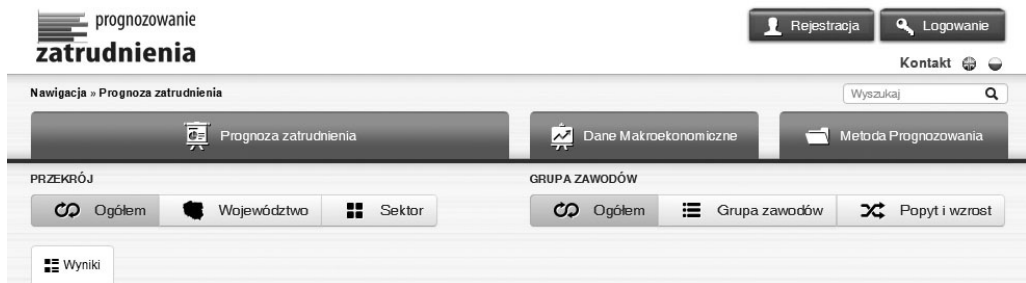 prognozowanie
zatrudnienia
Rejestracja
Logowanie
Kontakt
Nawigacja » Prognoza zatrudnienia
Wyszukaj
Prognoza zatrudnienia
Dane Makroekonomiczne
Metoda Prognozowania
PRZEKRÓJ
GRUPA ZAWODÓW
Ogółem
Województwo
Sektor
Ogółem
Grupa zawodów
Popyt i wzrost
Wyniki